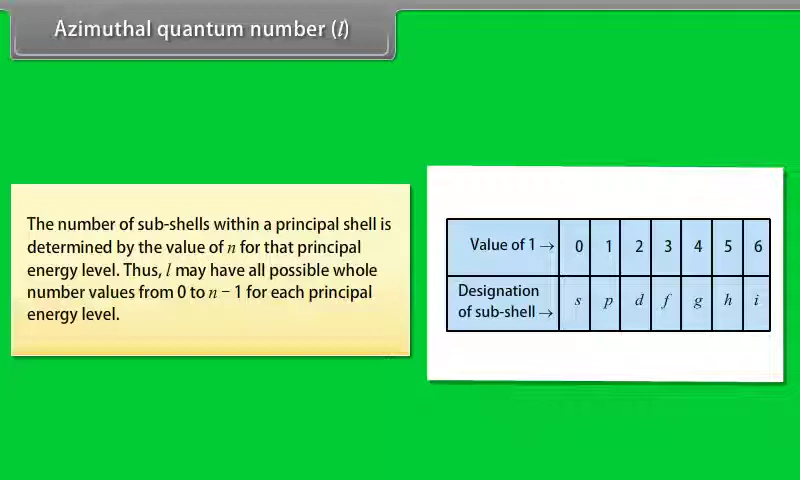 Azimuthal quantum number (l)
The number of sub-shells within a principal shell is
determined by the value of n for that principal
energy level. Thus, l may have all possible whole
number values from 0 to n − 1 for each principal
energy level.
Value of 1 → 0 1 2 3 4 5 6
Designation
of sub-shell → s p d f g h i